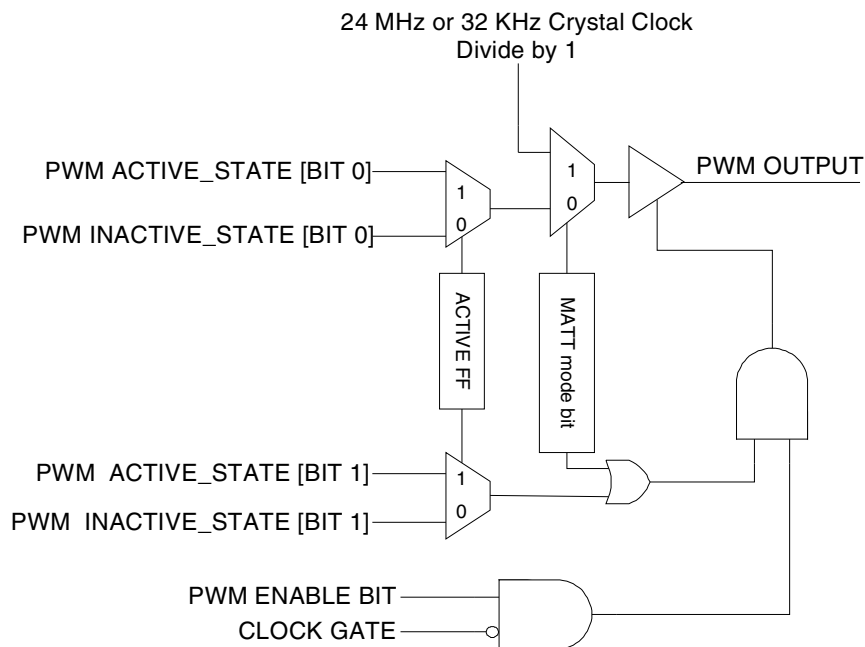 24 MHz or 32 KHz Crystal Clock
Divide by 1
PWM ACTIVE_STATE [BIT 0]
1
0
1
0
PWM OUTPUT
PWM INACTIVE_STATE [BIT 0]
ACTIVE FF
MATT mode bit
PWM  ACTIVE_STATE [BIT 1]
1
0
PWM  INACTIVE_STATE [BIT 1]
PWM ENABLE BIT
CLOCK GATE